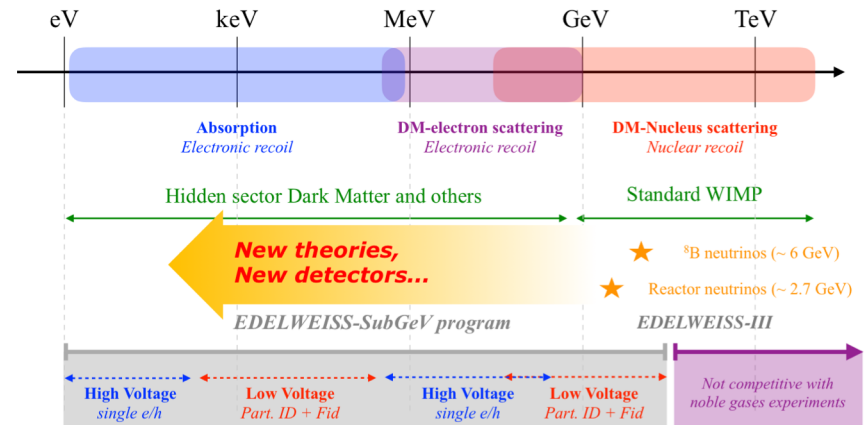 eV keV MeV GeV TeV
Absorption DM-electron scattering DM-Nucleus scattering
Electronic recoil Electronic recoil Nuclear recoil
Hidden sector Dark Matter and others Standard WIMP
New theories,
New detectors...
⁸B neutrinos (~ 6 GeV)
Reactor neutrinos (~ 2.7 GeV)
EDELWEISS-SubGeV program EDELWEISS-III
High Voltage Low Voltage High Voltage Low Voltage
single e/h Part. ID + Fid single e/h Part. ID + Fid
Not competitive with
noble gases experiments